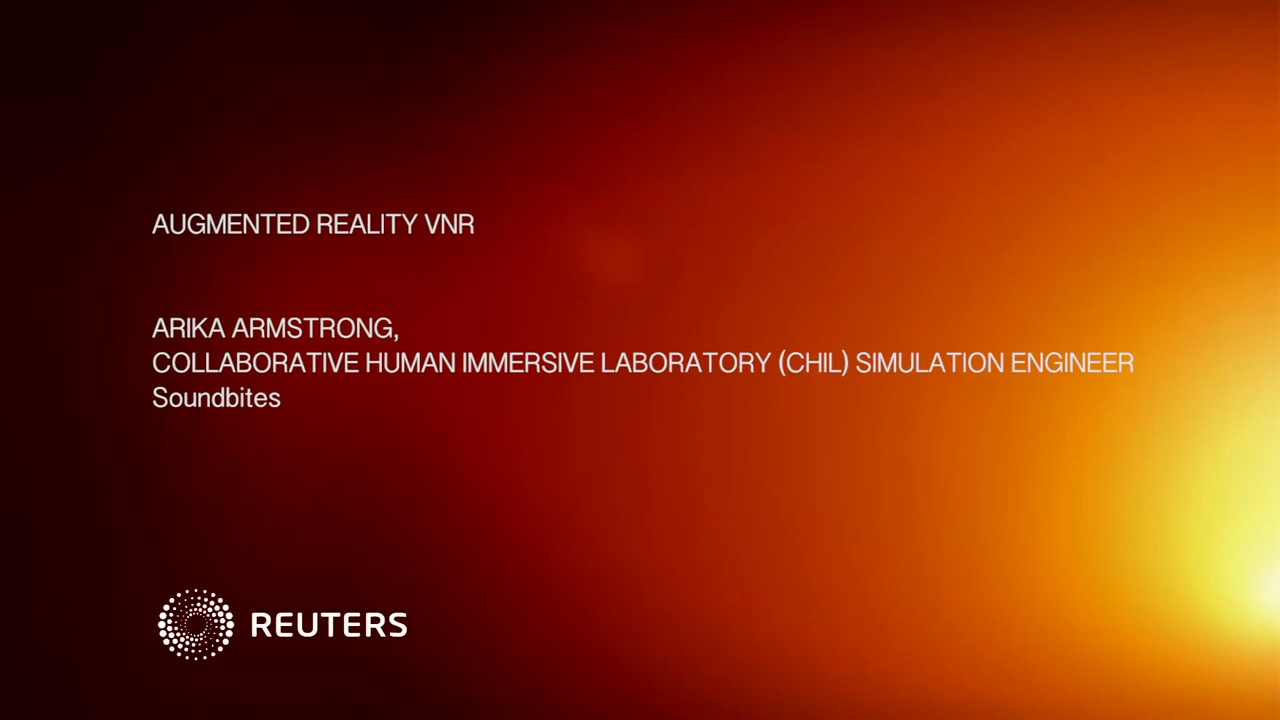 AUGMENTED REALITY VNR
ARIKA ARMSTRONG,
COLLABORATIVE HUMAN IMMERSIVE LABORATORY (CHIL) SIMULATION ENGINEER
Soundbites
REUTERS